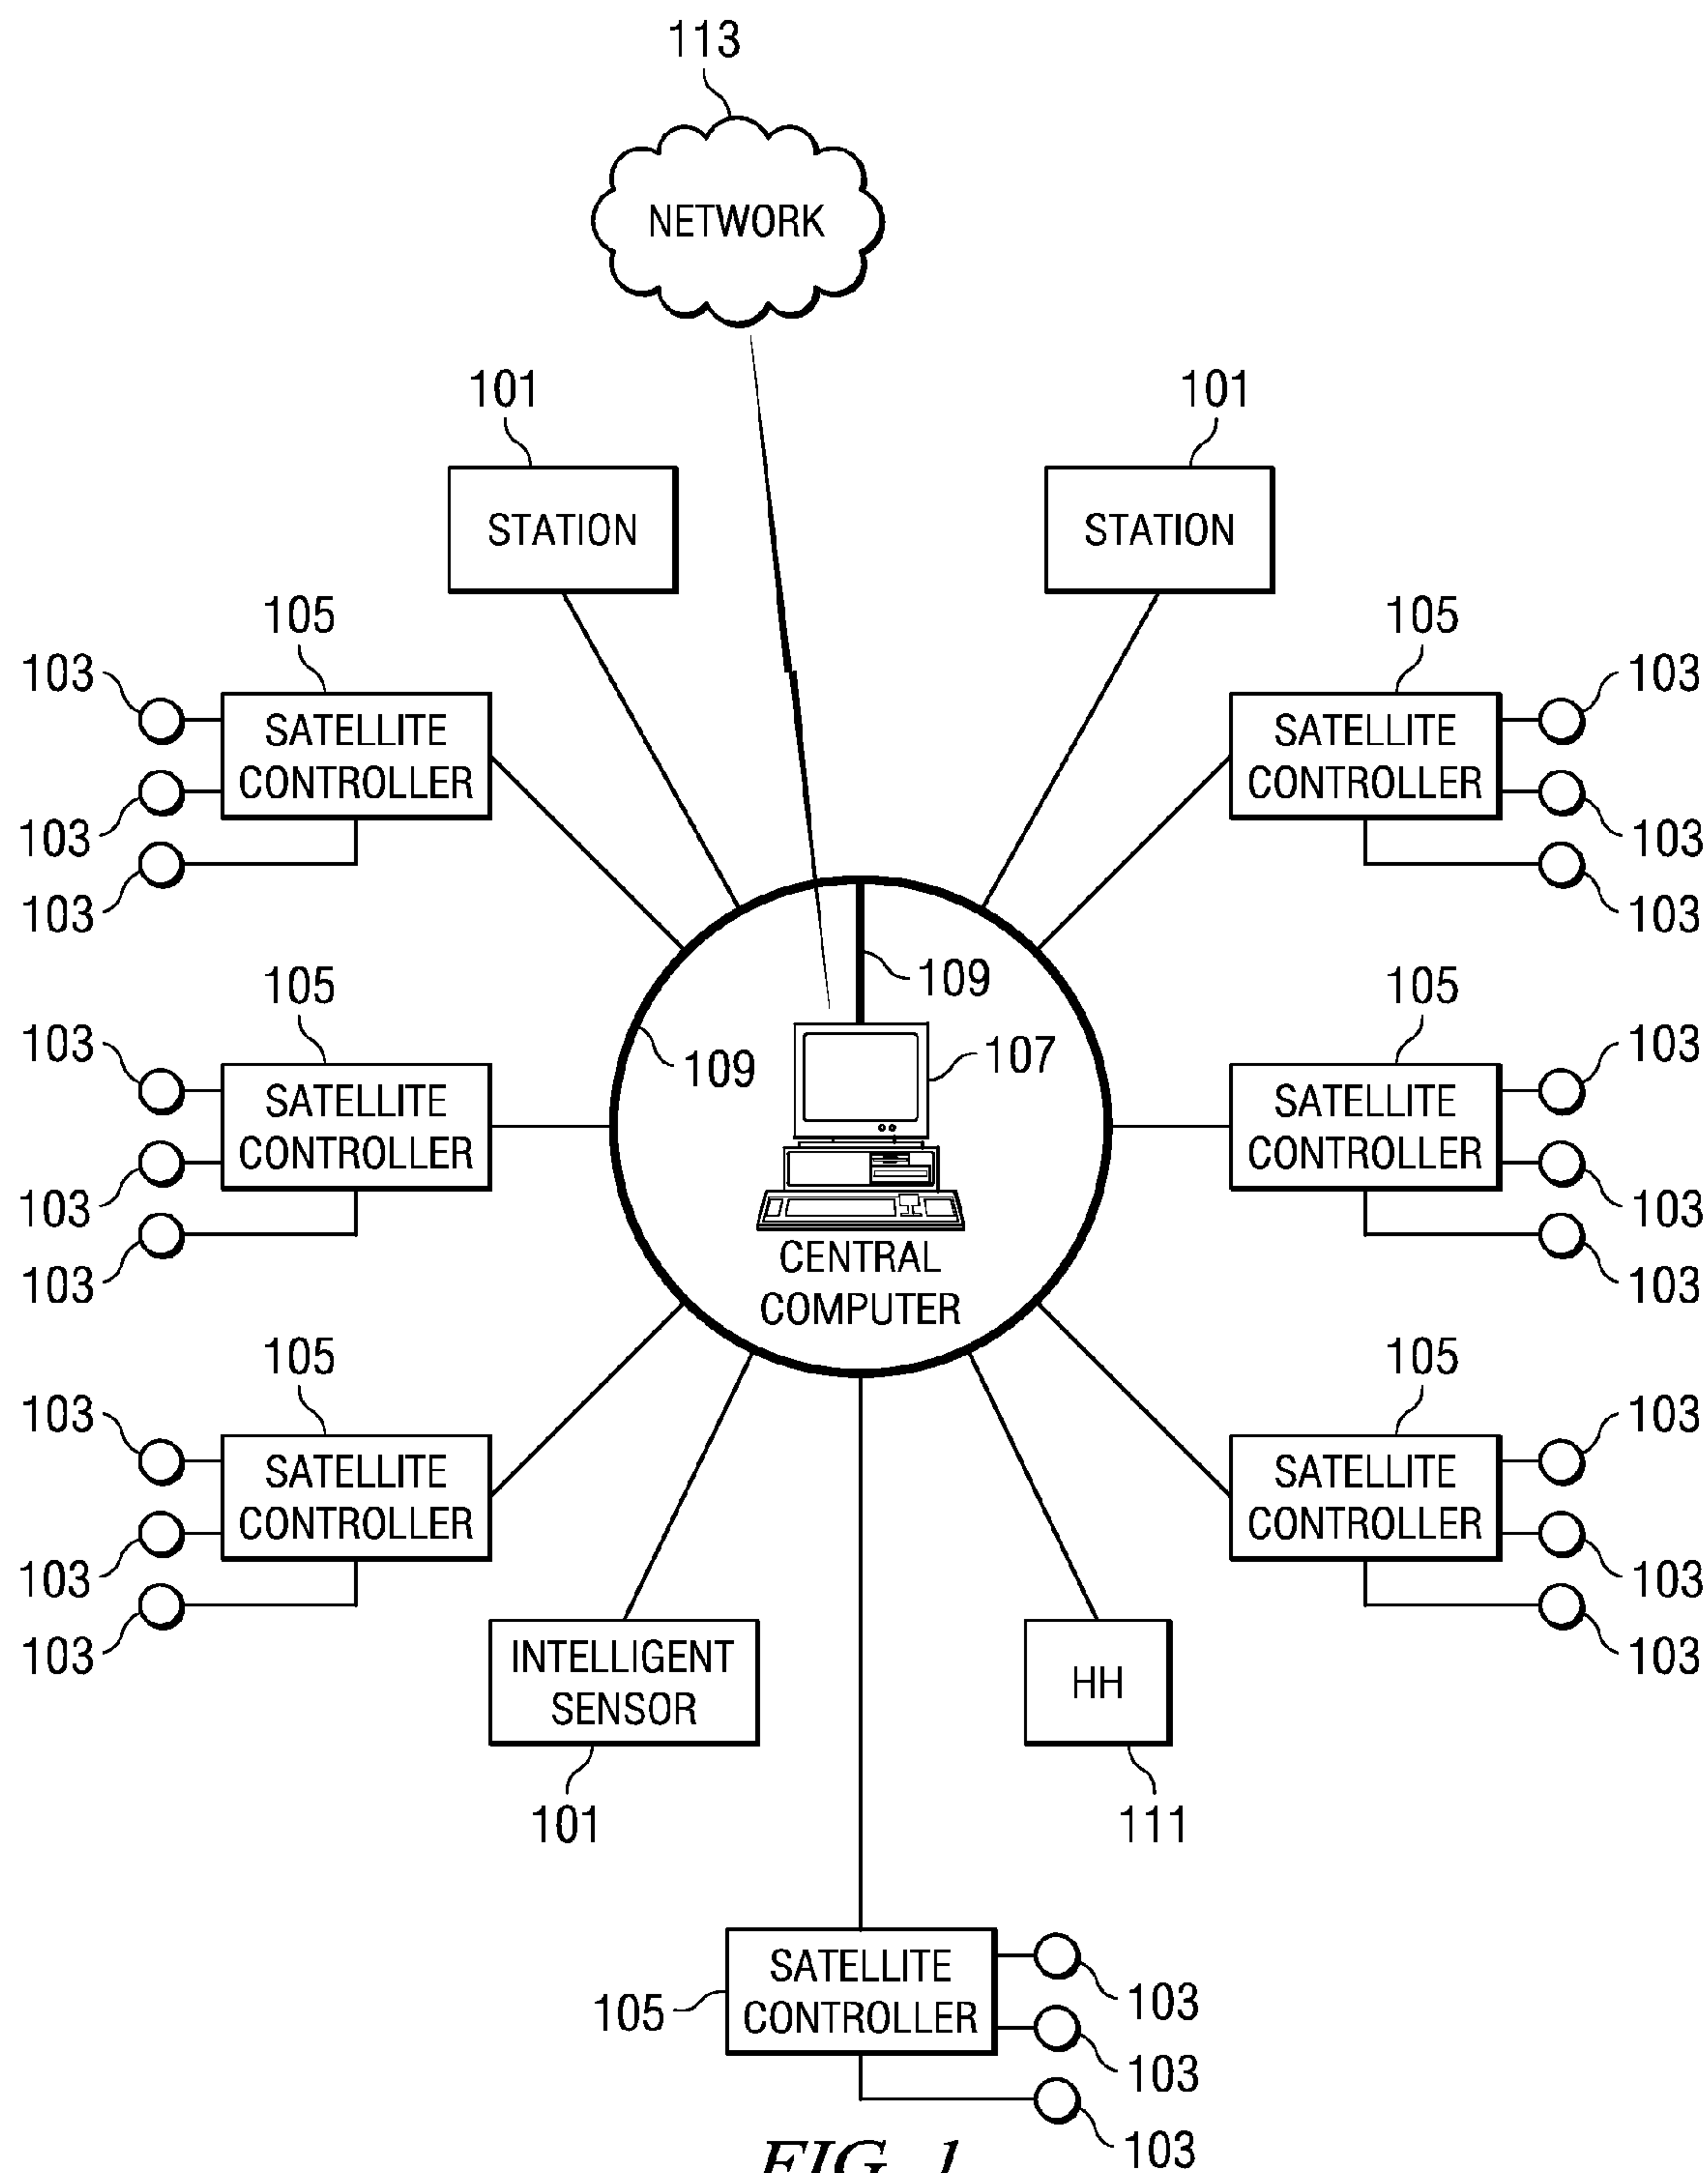 113
NETWORK
101
101
STATION
STATION
105
105
103
103
SATELLITE
CONTROLLER
SATELLITE
CONTROLLER
103
103
103
103
109
105
105
103
103
109
107
SATELLITE
CONTROLLER
SATELLITE
CONTROLLER
103
103
103
103
CENTRAL
COMPUTER
105
105
103
103
SATELLITE
CONTROLLER
SATELLITE
CONTROLLER
103
103
103
103
INTELLIGENT
SENSOR
HH
101
111
SATELLITE
CONTROLLER
105
103
103
103
FIG. 1